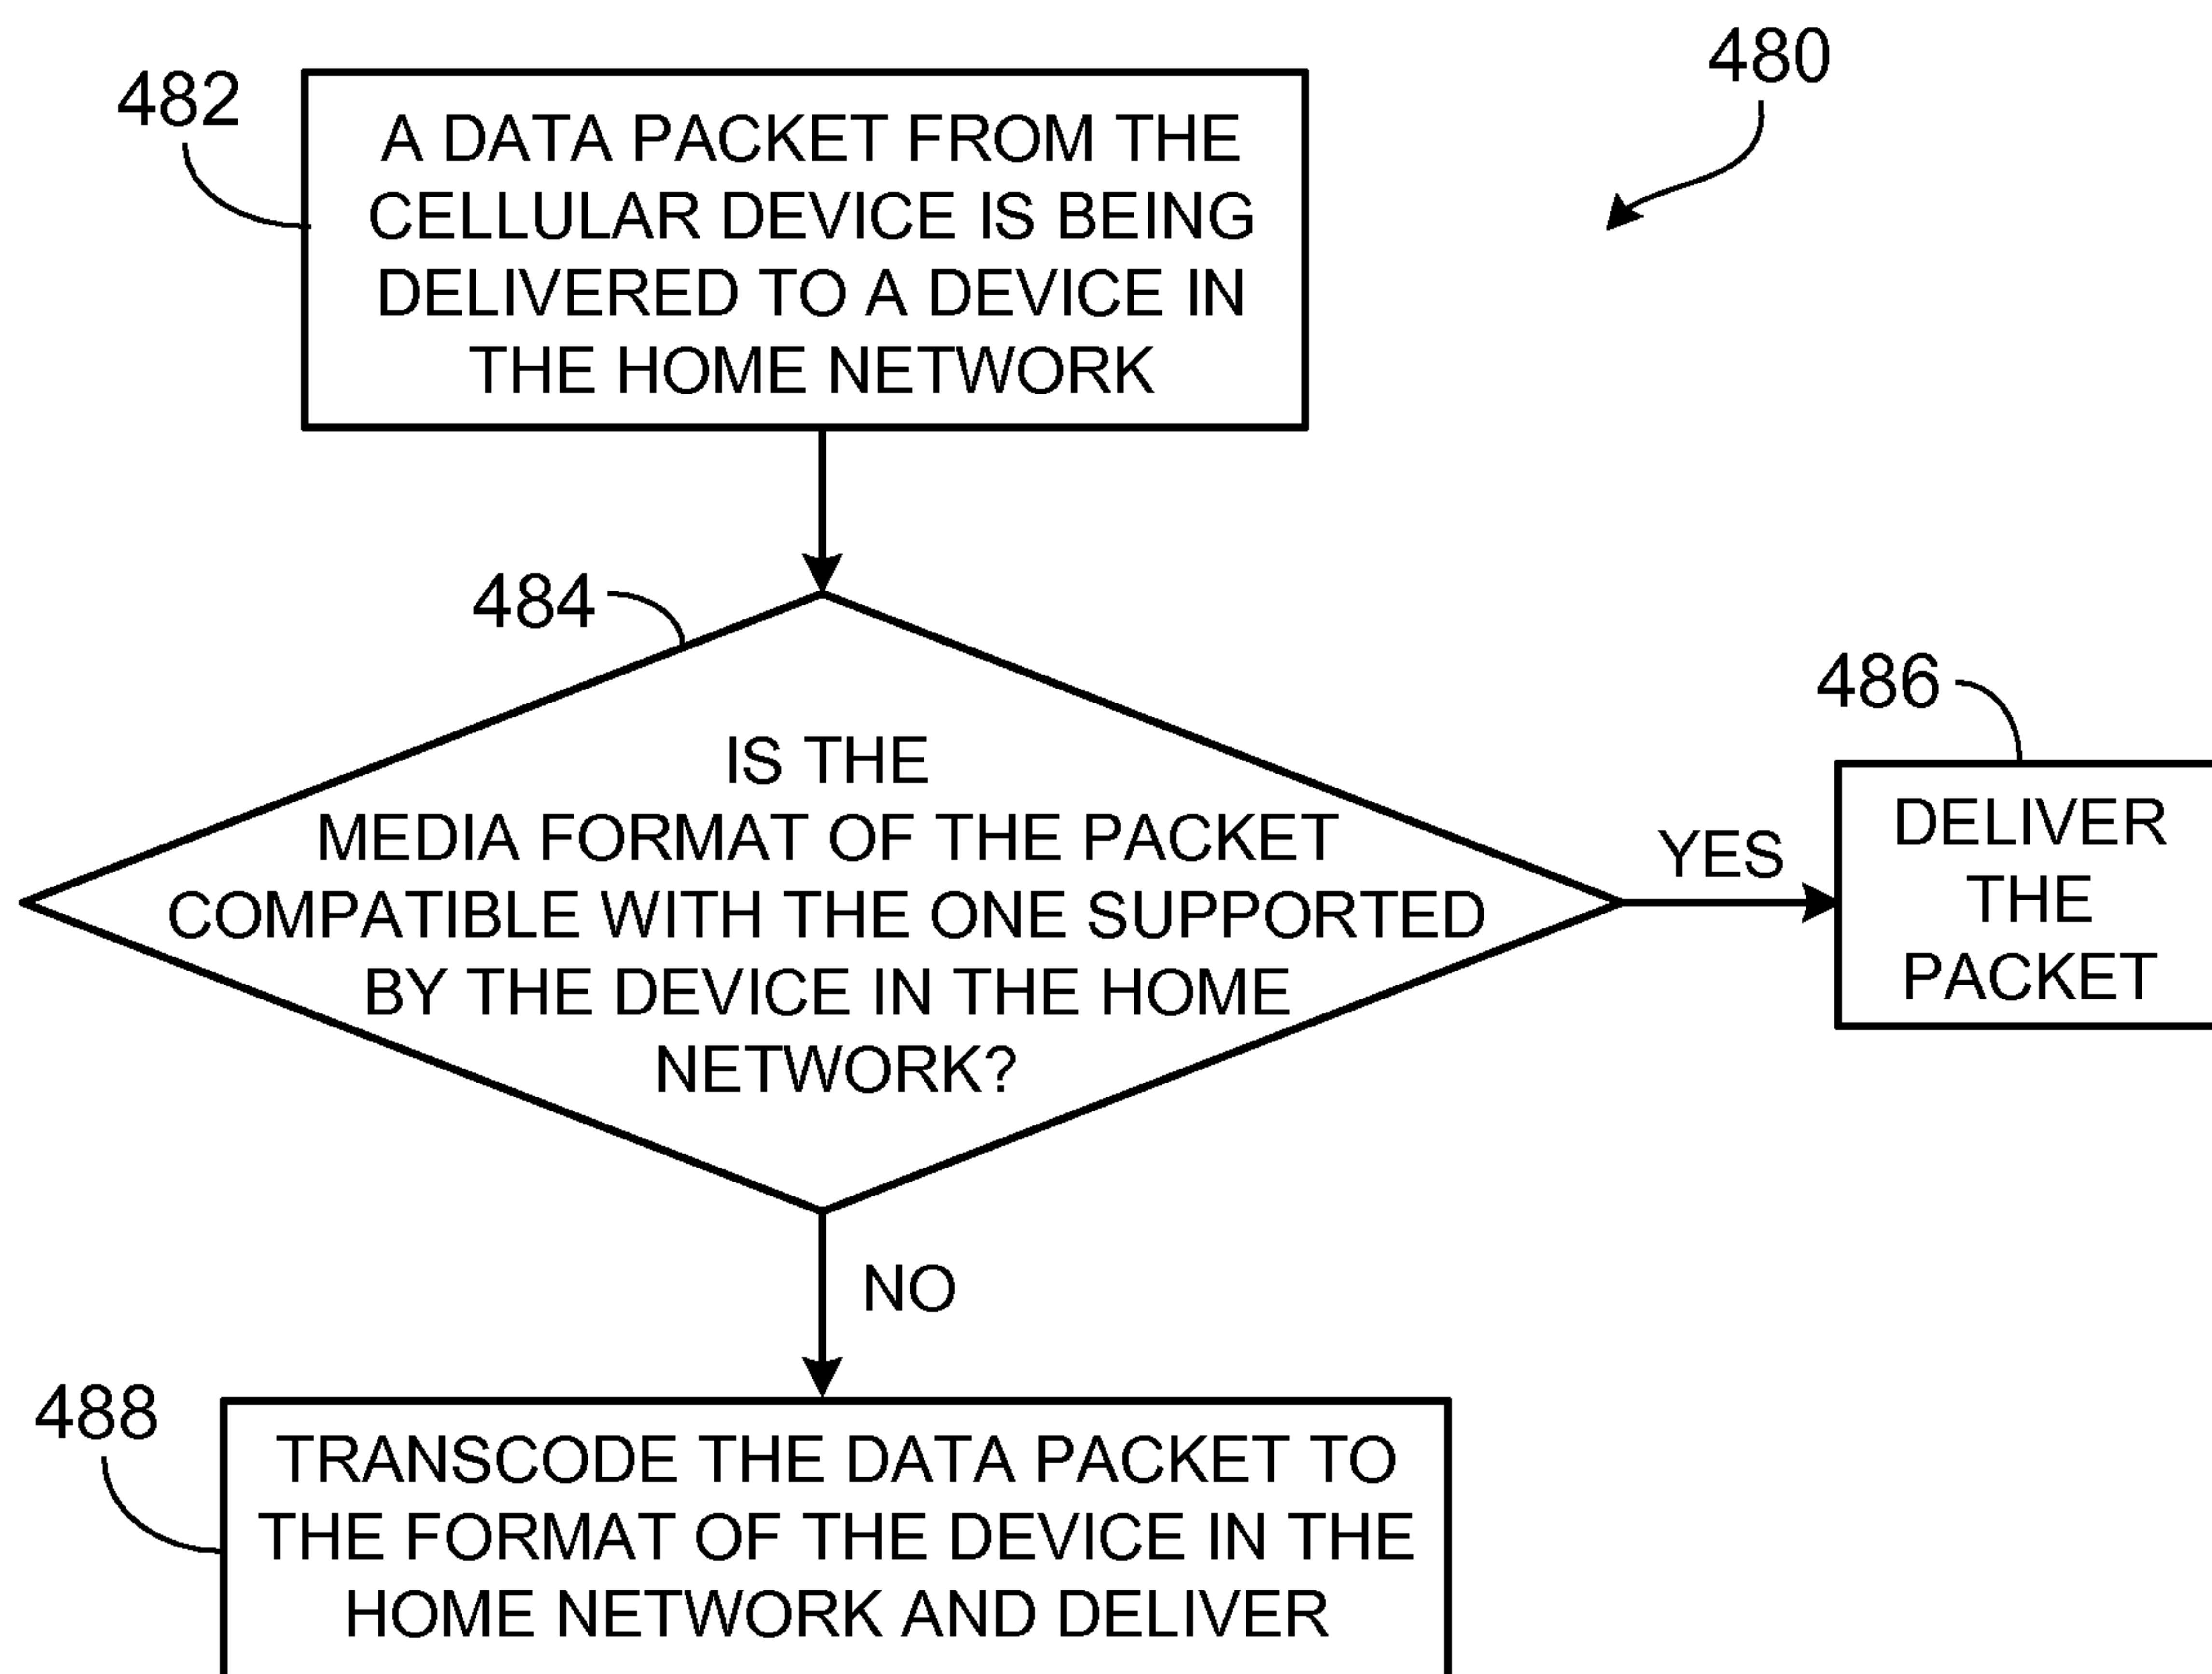 480
482
A DATA PACKET FROM THE
CELLULAR DEVICE IS BEING
DELIVERED TO A DEVICE IN
THE HOME NETWORK
484
IS THE
MEDIA FORMAT OF THE PACKET
COMPATIBLE WITH THE ONE SUPPORTED
BY THE DEVICE IN THE HOME
NETWORK?
YES
486
DELIVER
THE
PACKET
NO
488
TRANSCODE THE DATA PACKET TO
THE FORMAT OF THE DEVICE IN THE
HOME NETWORK AND DELIVER